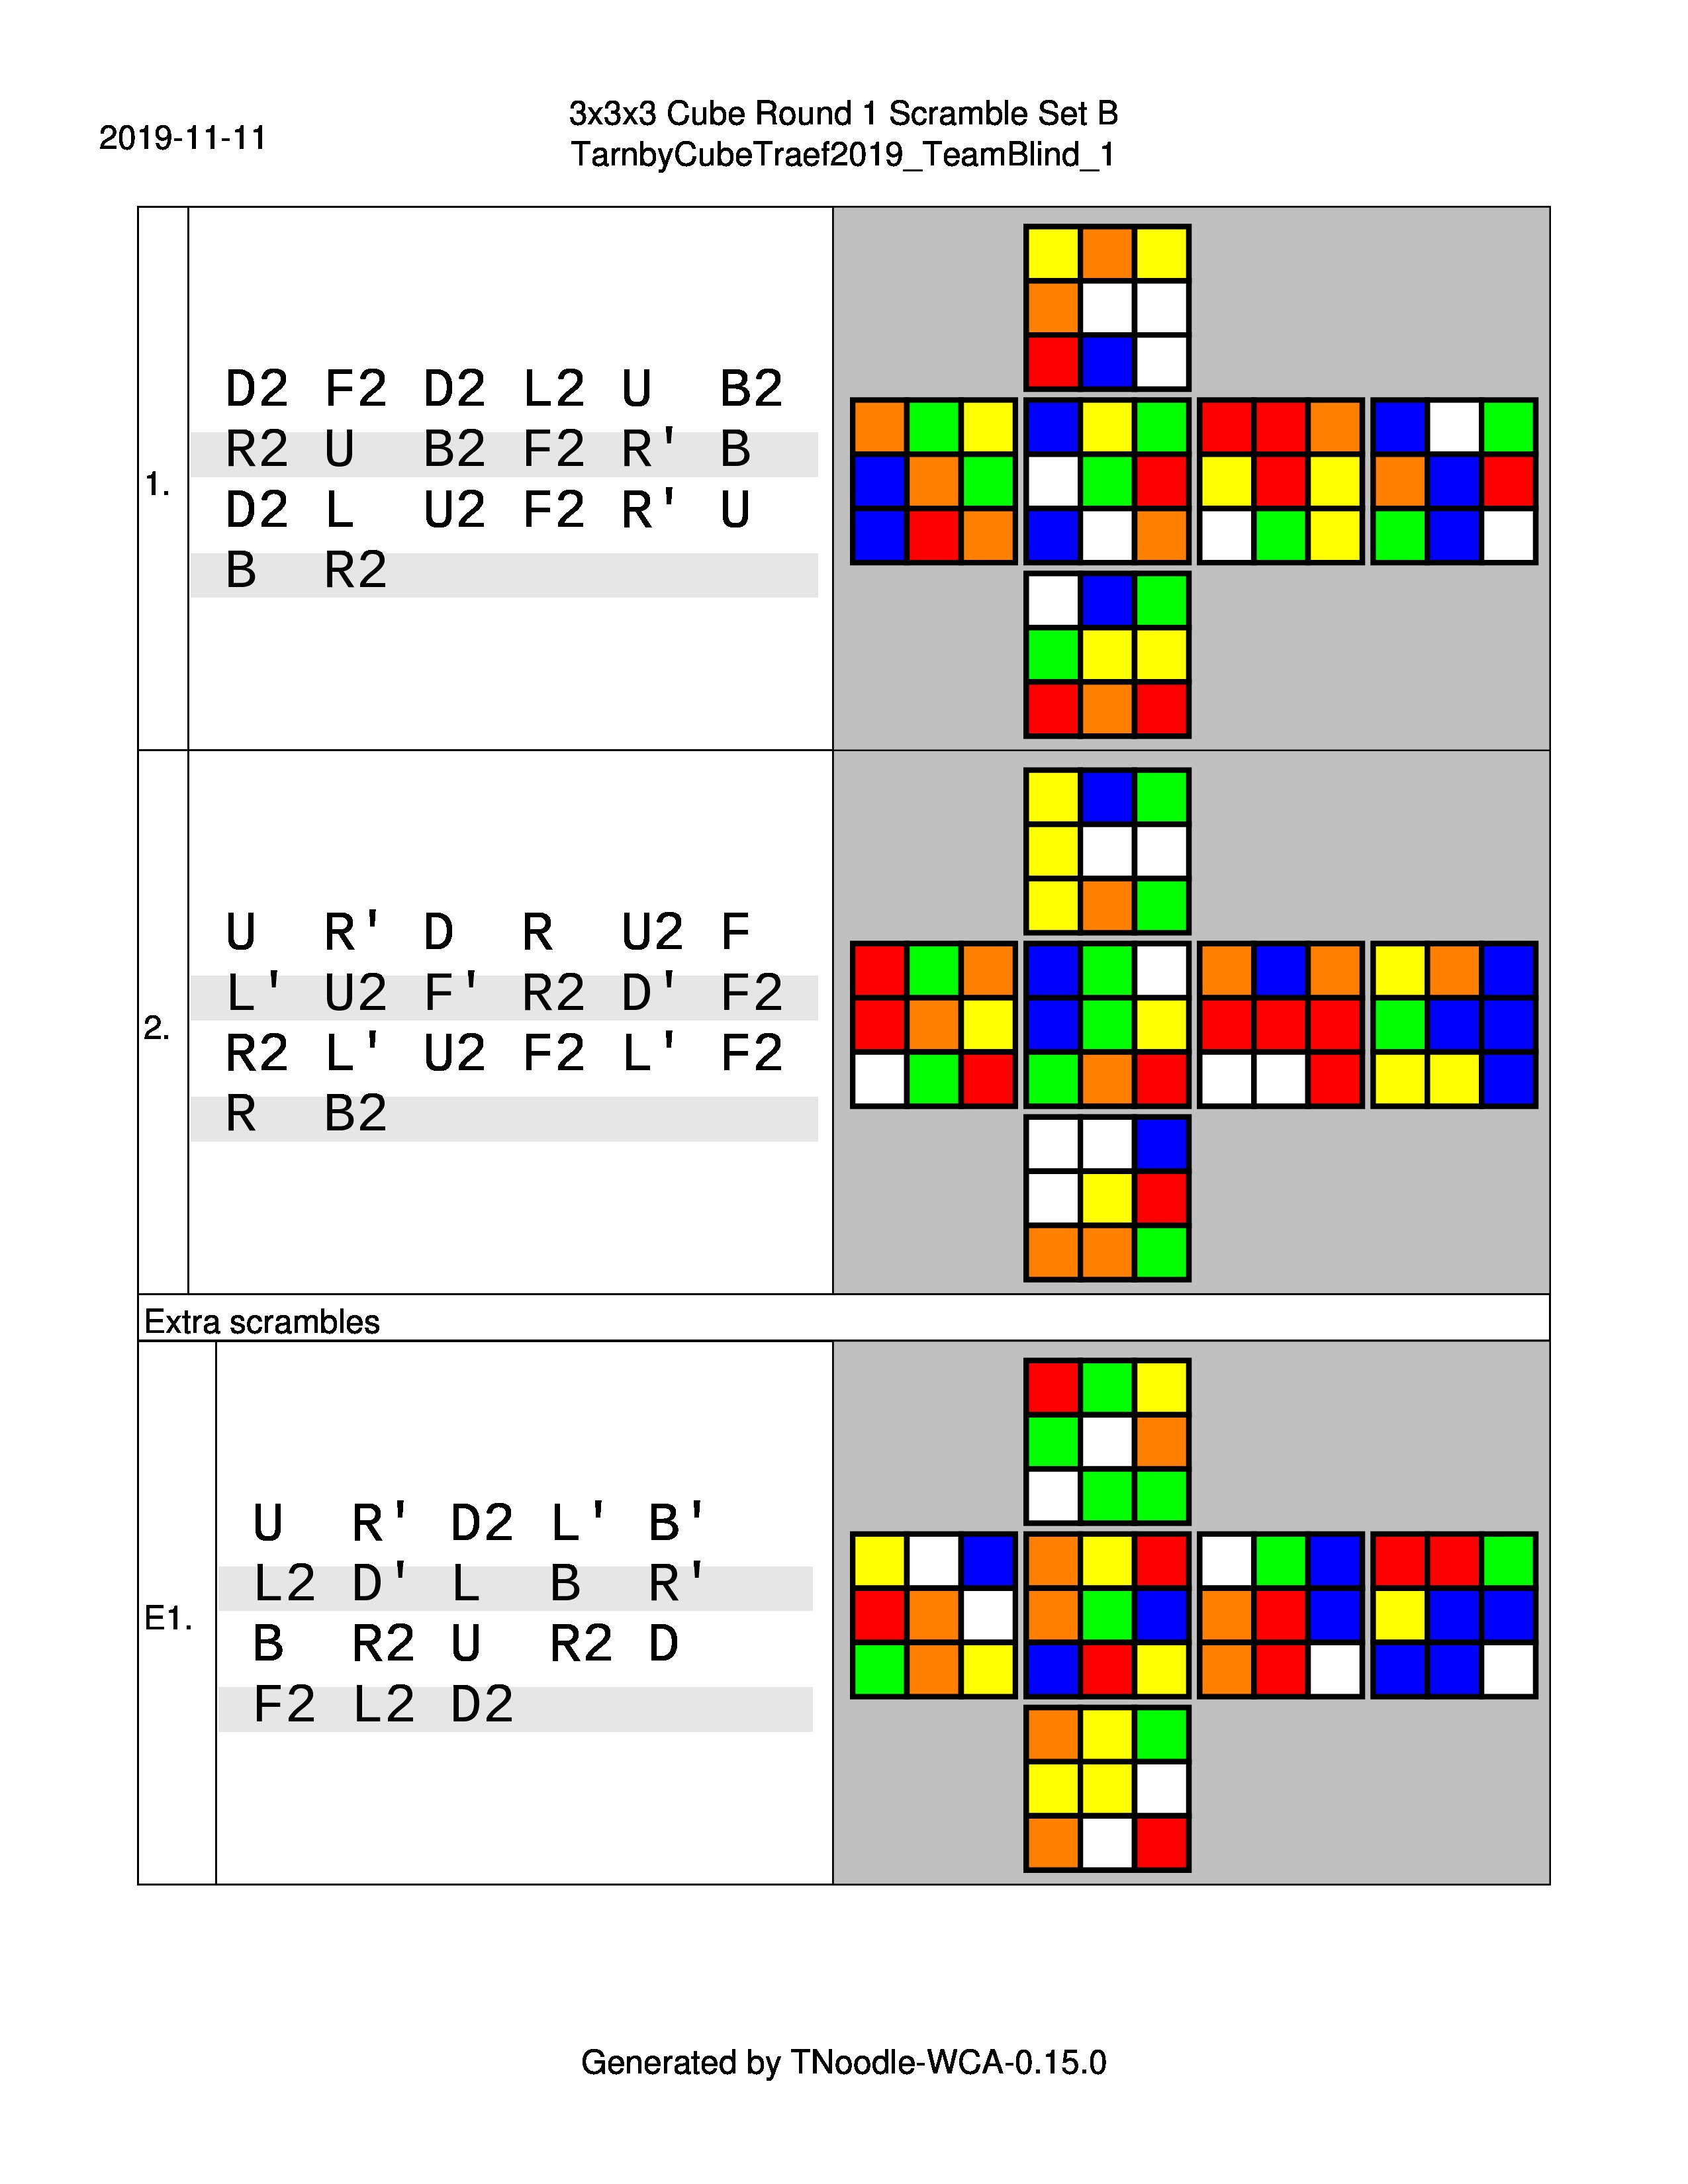 3x3x3 Cube Round 1 Scramble Set B
2019-11-11
TarnbyCubeTraef2019_TeamBlind_1
1.
D2 F2 D2 L2 U B2
R2 U B2 F2 R' B
D2 L U2 F2 R' U
B R2
2.
U R' D R U2 F
L' U2 F' R2 D' F2
R2 L' U2 F2 L' F2
R B2
Extra scrambles
E1.
U R' D2 L' B'
L2 D' L B R'
B R2 U R2 D
F2 L2 D2
Generated by TNoodle-WCA-0.15.0